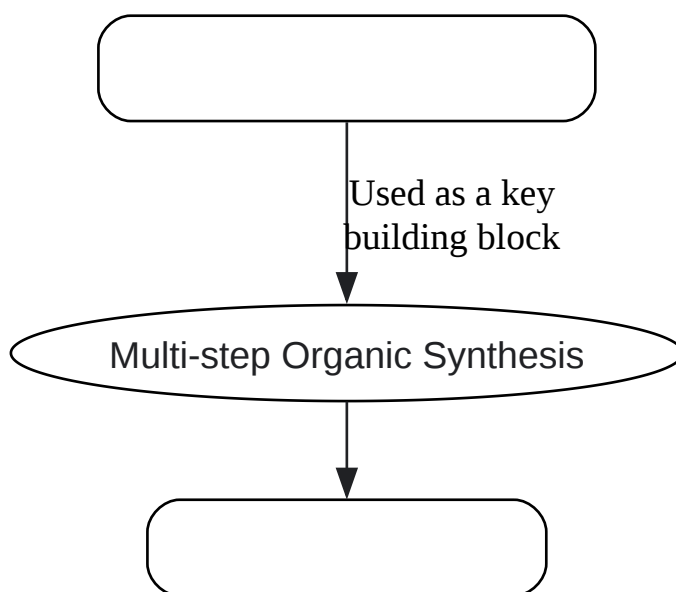 Used as a key
building block
Multi-step Organic Synthesis